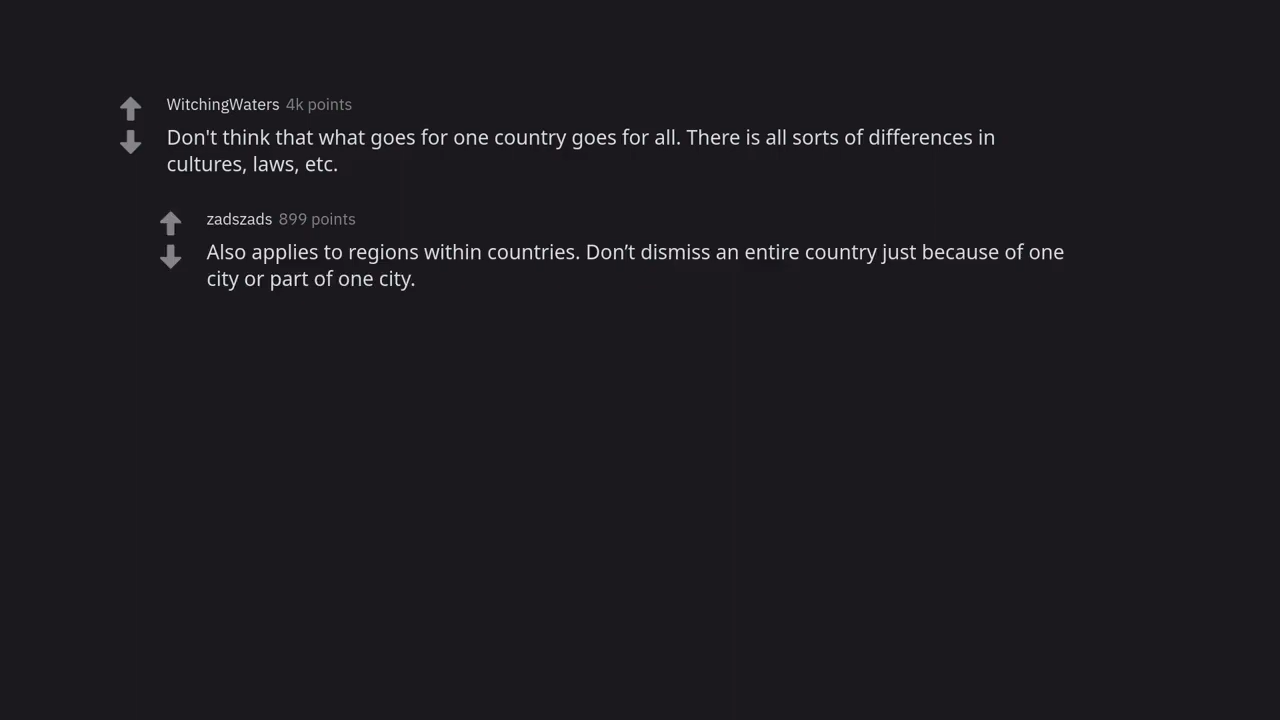 WitchingWaters 4k points
Don't think that what goes for one country goes for all. There is all sorts of differences in
cultures, laws, etc.
zadszads 899 points
Also applies to regions within countries. Don’t dismiss an entire country just because of one
city or part of one city.